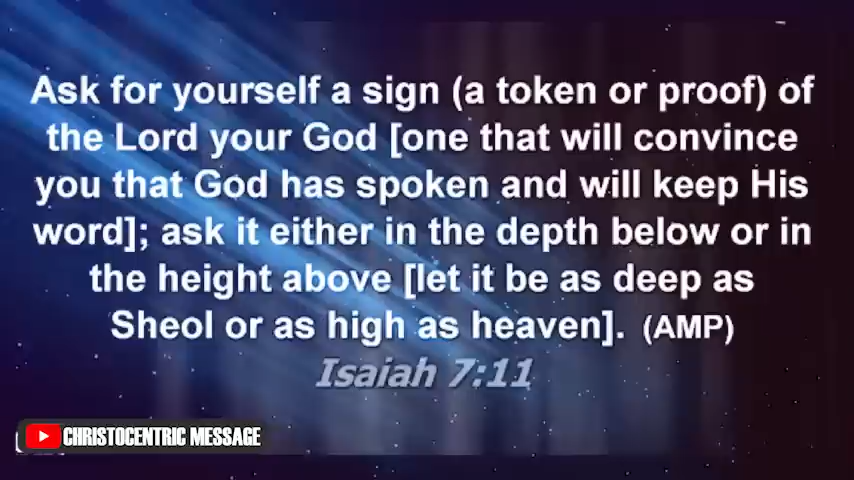 Ask for yourself a sign (a token or proof) of
the Lord your God [one that will convince
you that God has spoken and will keep His
word]; ask it either in the depth below or in
the height above [let it be as deep as
Sheol or as high as heaven]. (AMP)
Isaiah 7:11
CHRISTOCENTRIC MESSAGE